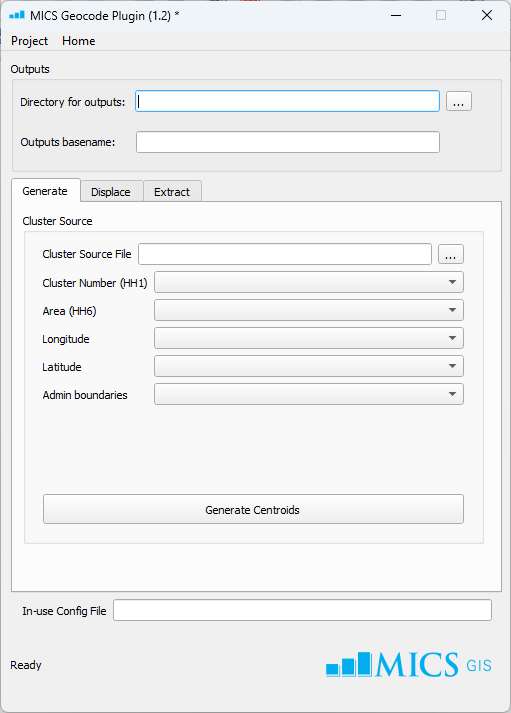 MICS Geocode Plugin (1.2) *
Project Home
Outputs
Directory for outputs: ...
Outputs basename:
Generate Displace Extract
Cluster Source
Cluster Source File ...
Cluster Number (HH1)
Area (HH6)
Longitude
Latitude
Admin boundaries
Generate Centroids
In-use Config File
Ready MICS GIS